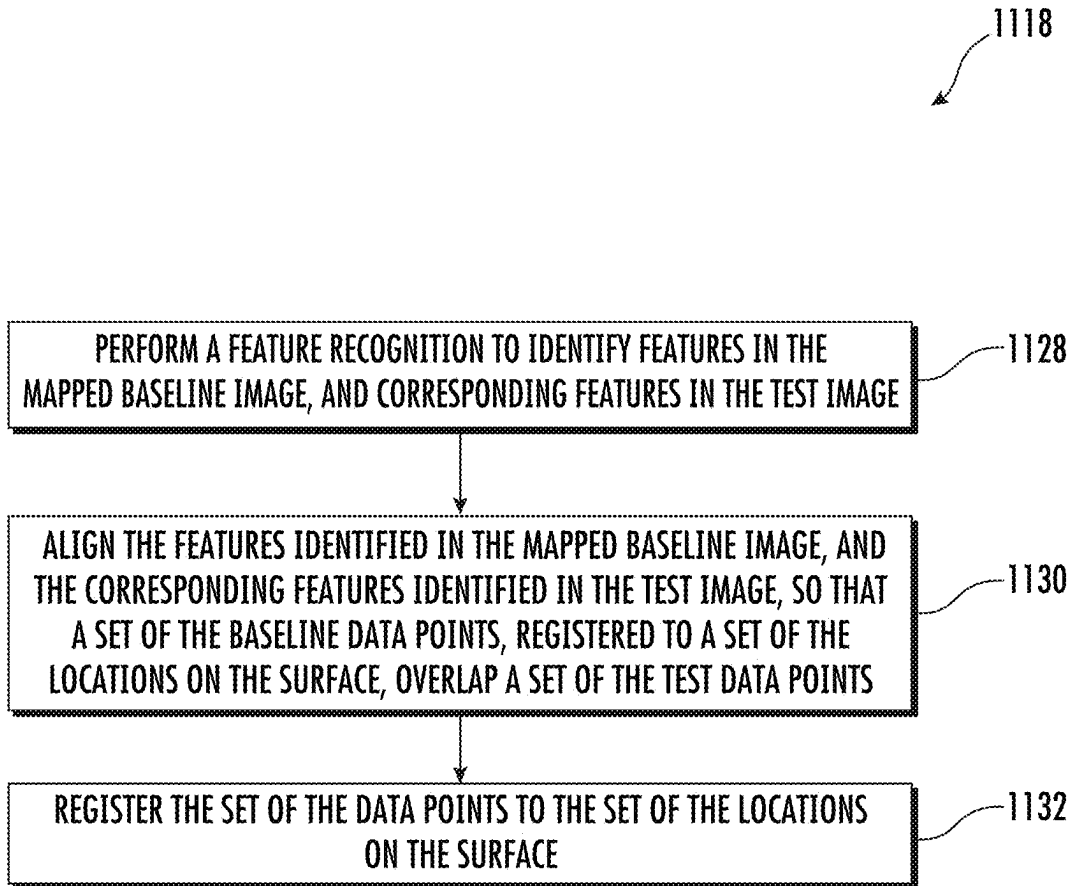 1118
PERFORM A FEATURE RECOGNITION TO IDENTIFY FEATURES IN THE
MAPPED BASELINE IMAGE, AND CORRESPONDING FEATURES IN THE TEST IMAGE
1128
ALIGN THE FEATURES IDENTIFIED IN THE MAPPED BASELINE IMAGE, AND
THE CORRESPONDING FEATURES IDENTIFIED IN THE TEST IMAGE, SO THAT
A SET OF THE BASELINE DATA POINTS, REGISTERED TO A SET OF THE
LOCATIONS ON THE SURFACE, OVERLAP A SET OF THE TEST DATA POINTS
1130
REGISTER THE SET OF THE DATA POINTS TO THE SET OF THE LOCATIONS
ON THE SURFACE
1132